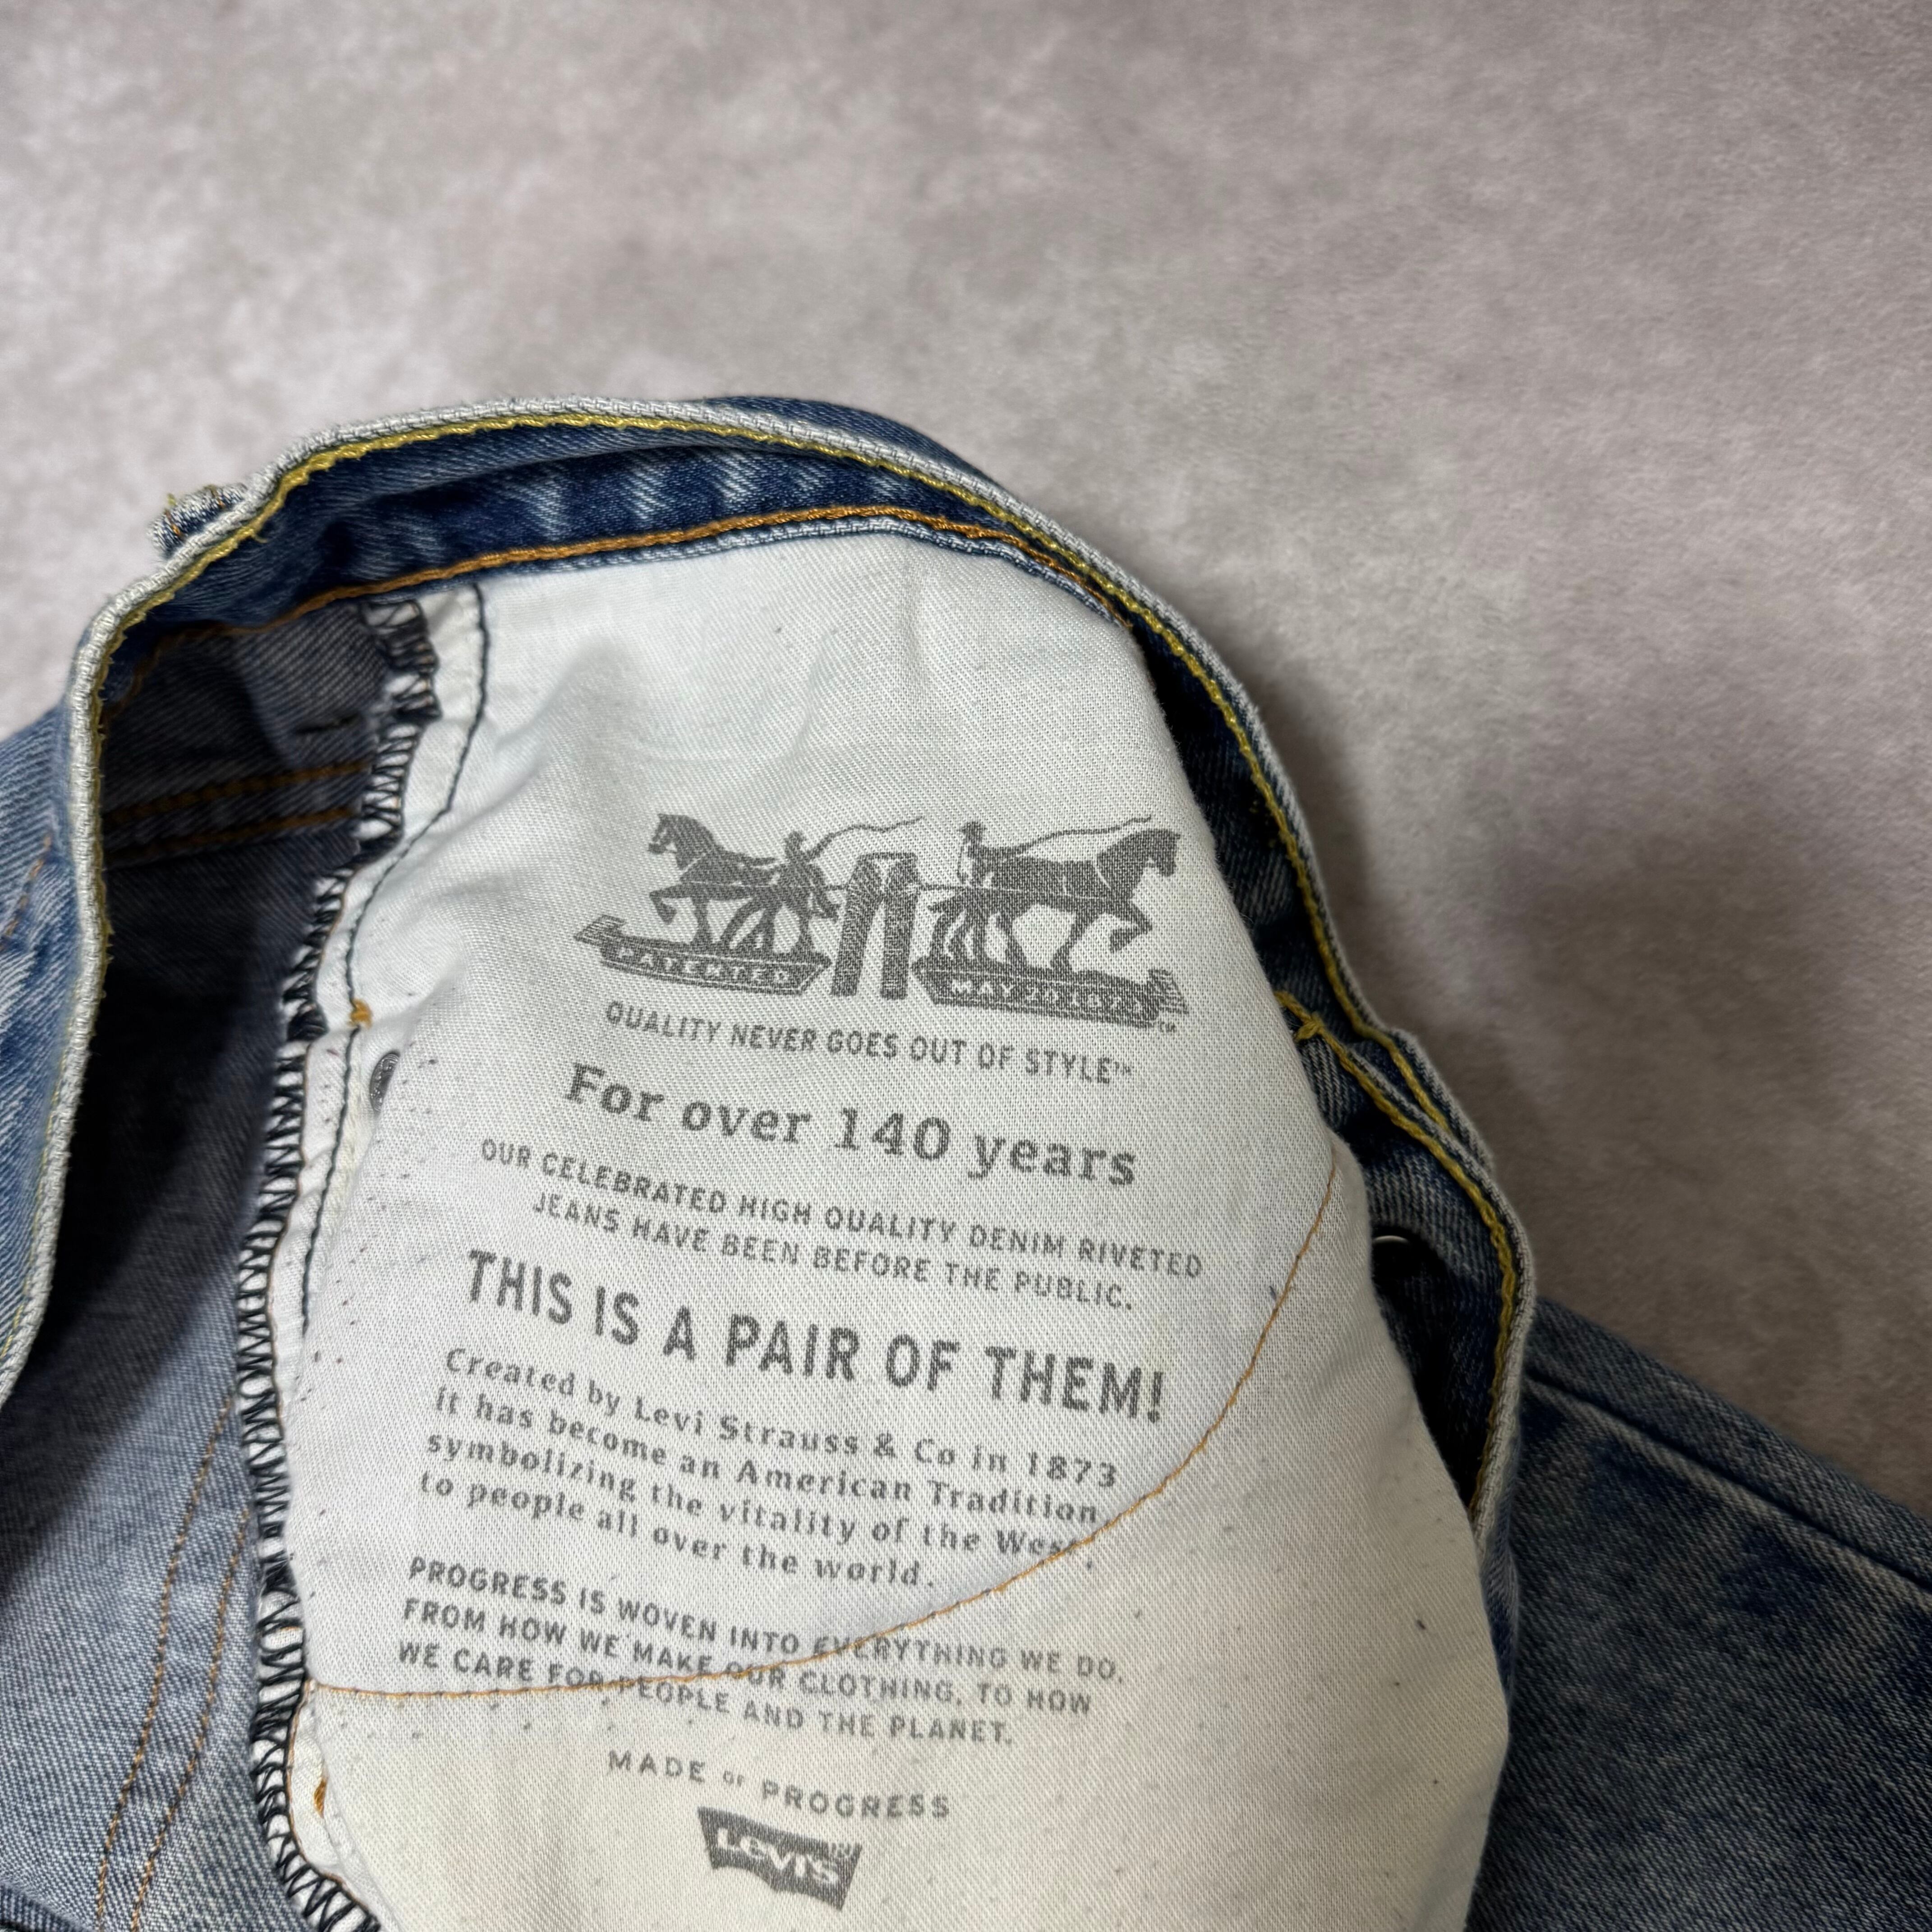 PATENTED MAY 20 1873 ™
QUALITY NEVER GOES OUT OF STYLE™
For over 140 years
OUR CELEBRATED HIGH QUALITY DENIM RIVETED
JEANS HAVE BEEN BEFORE THE PUBLIC.
THIS IS A PAIR OF THEM!
Created by Levi Strauss & Co in 1873
it has become an American Tradition,
symbolizing the vitality of the West.
to people all over the world.
PROGRESS IS WOVEN INTO EVERYTHING WE DO.
FROM HOW WE MAKE OUR CLOTHING, TO HOW
WE CARE FOR PEOPLE AND THE PLANET.
MADE OF PROGRESS
Levi's